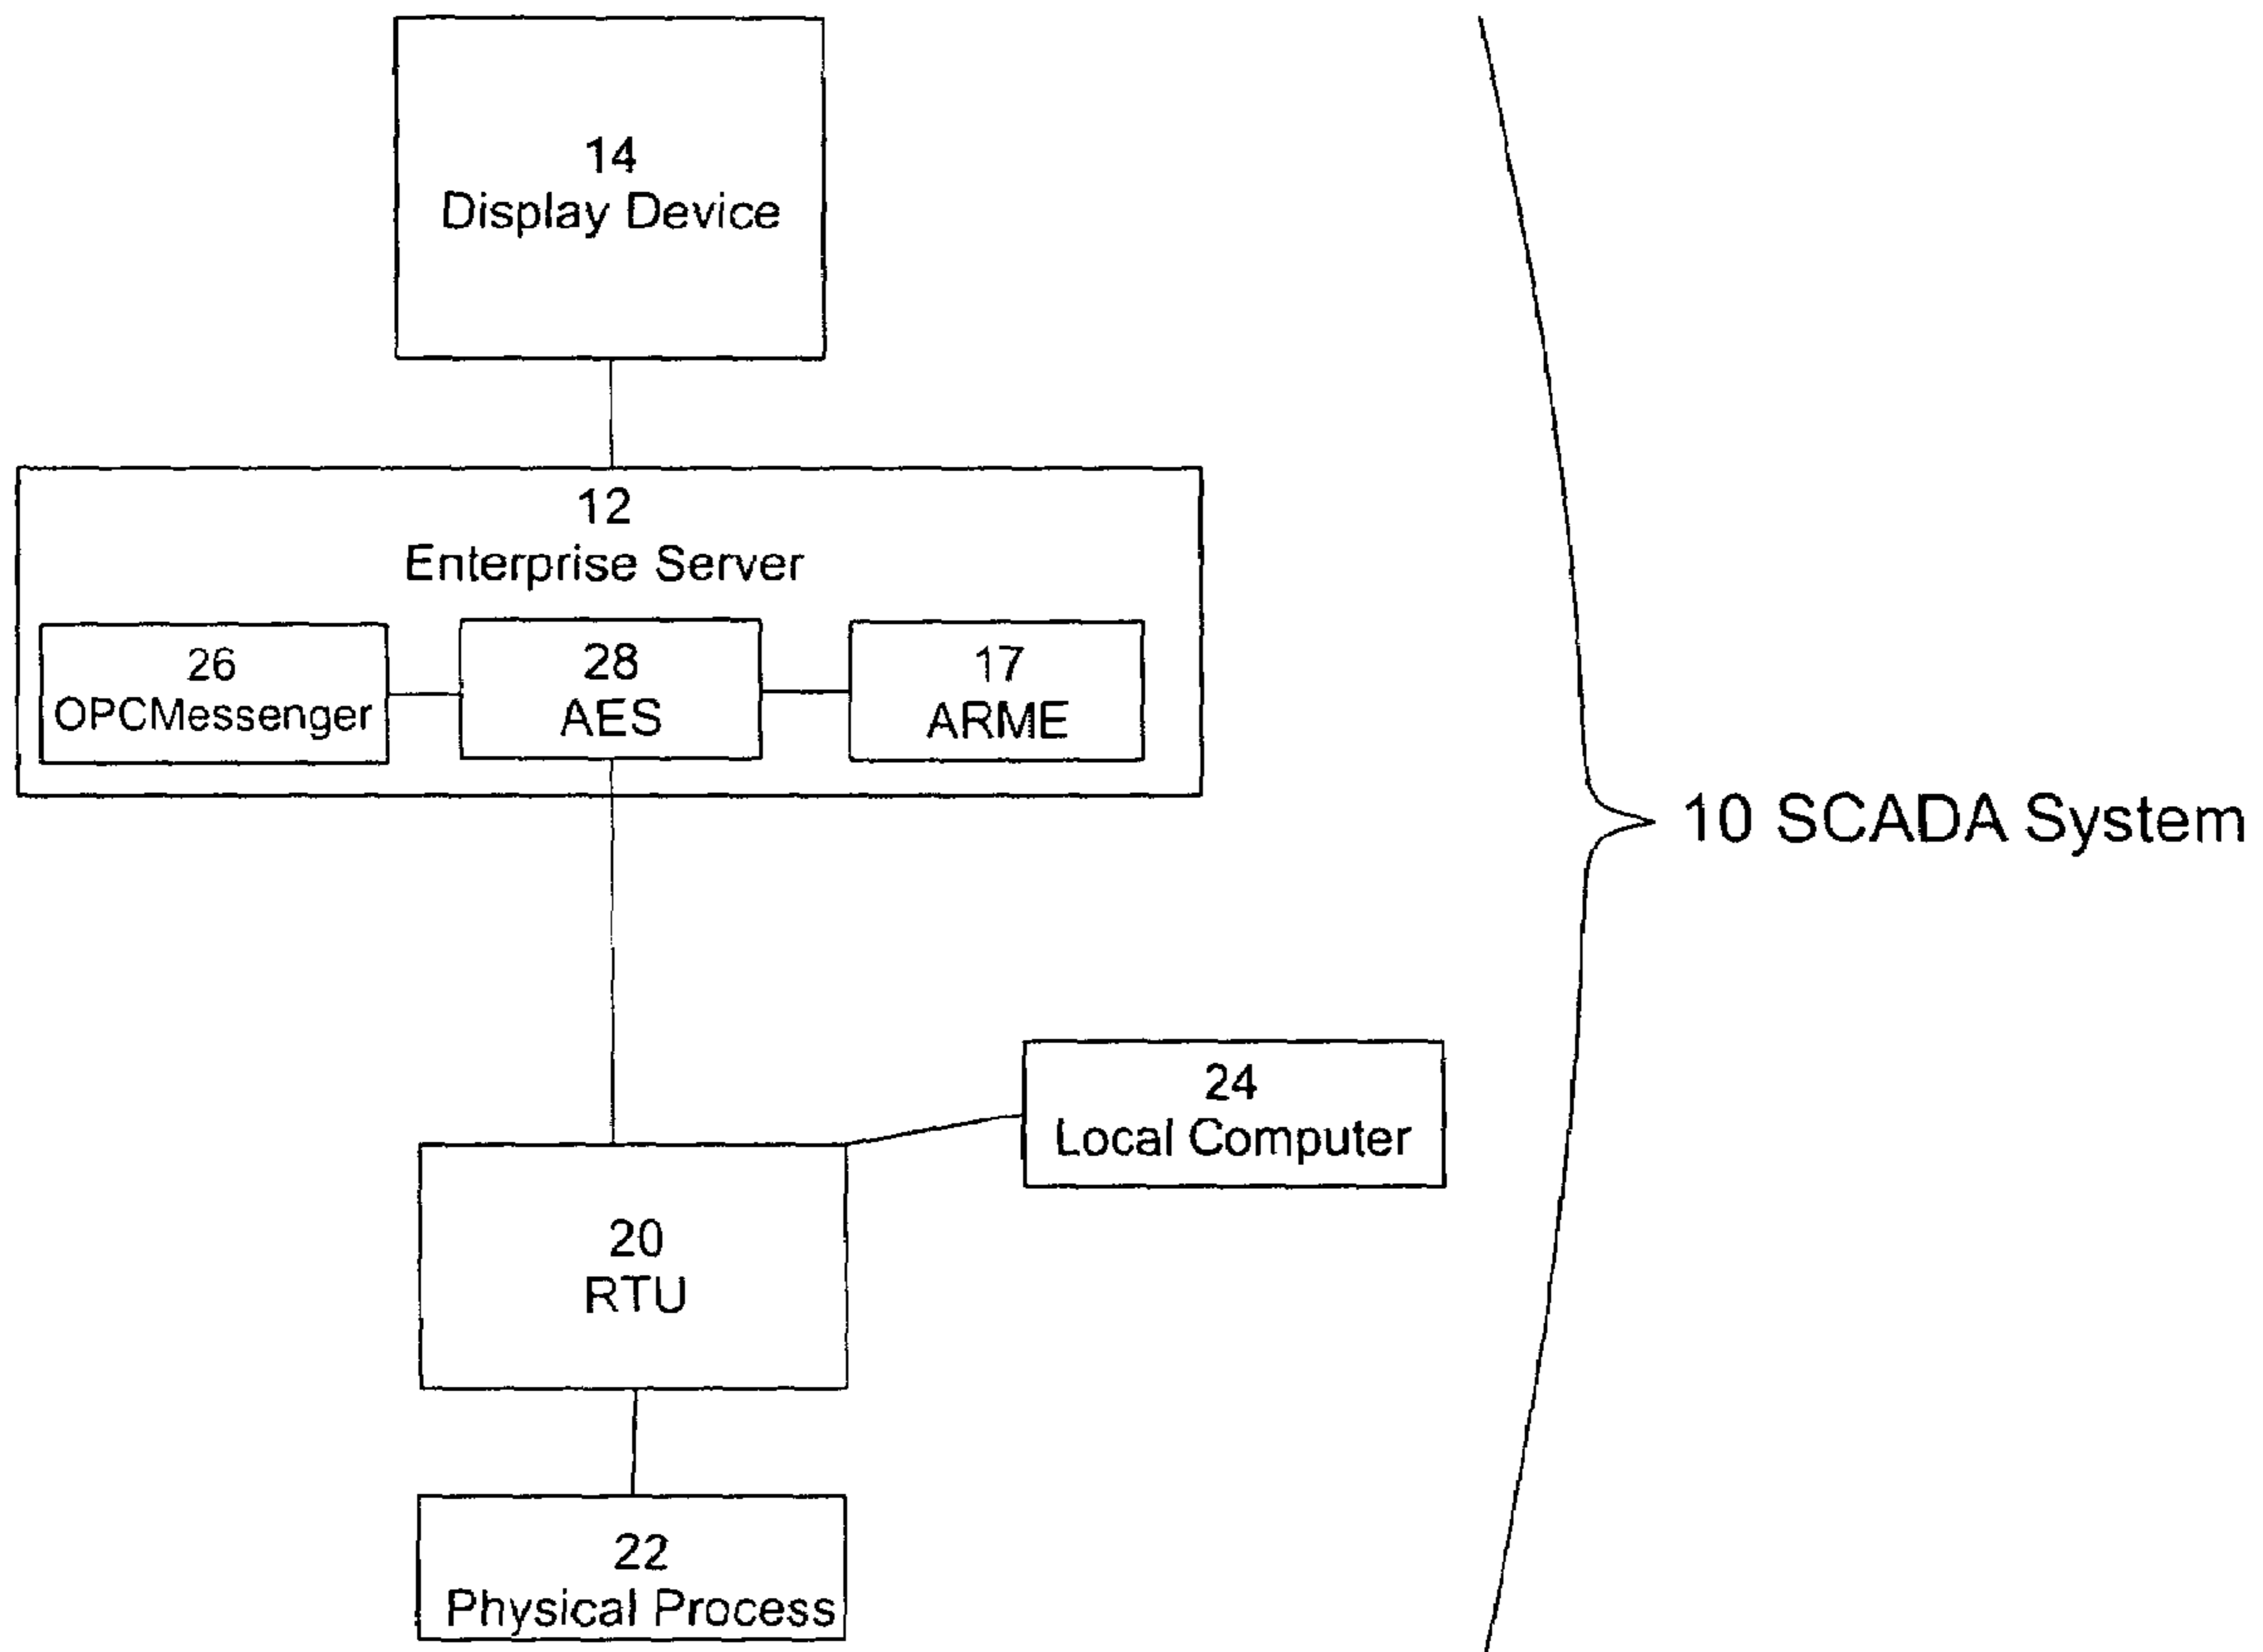 14
Display Device
12
Enterprise Server
26
OPCMessenger
28
AES
17
ARME
10 SCADA System
24
Local Computer
20
RTU
22
Physical Process